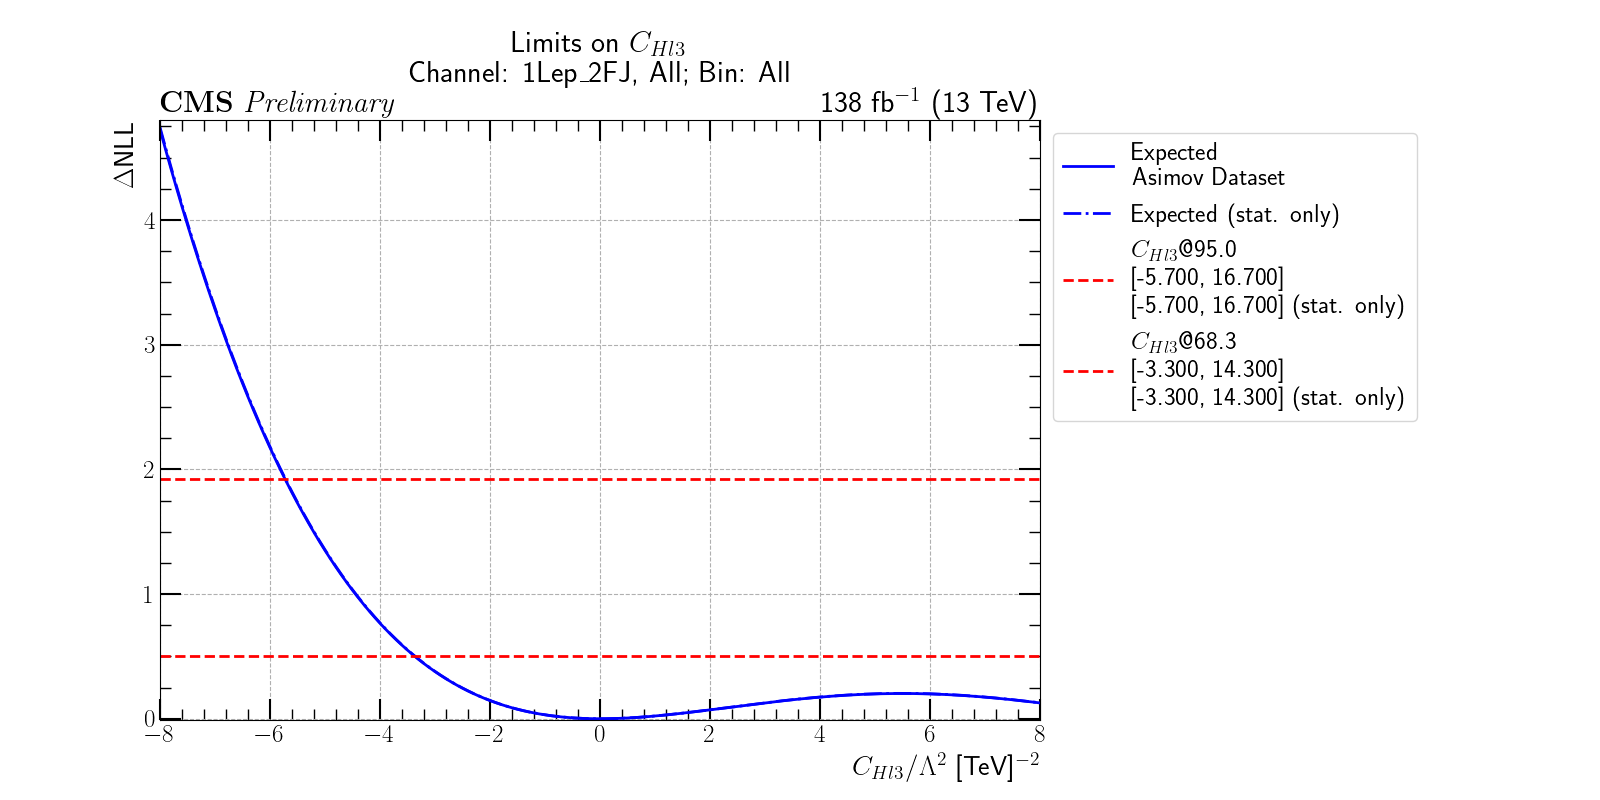 Limits on C_{Hl3}
Channel: 1Lep_2FJ, All; Bin: All
CMS Preliminary
138 fb⁻¹ (13 TeV)
ΔNLL
4
3
2
1
0
−8 −6 −4 −2 0 2 4 6 8
C_{Hl3}/Λ² [TeV]⁻²
Expected
Asimov Dataset
Expected (stat. only)
C_{Hl3}@95.0
[-5.700, 16.700]
[-5.700, 16.700] (stat. only)
C_{Hl3}@68.3
[-3.300, 14.300]
[-3.300, 14.300] (stat. only)